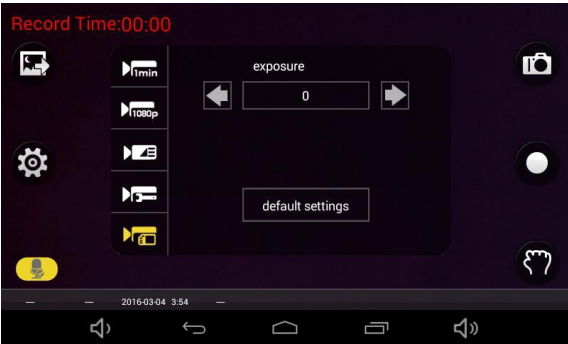 Record Time:00:00
1min
exposure
0
1080p
default settings
— — 2016-03-04 3:54 —